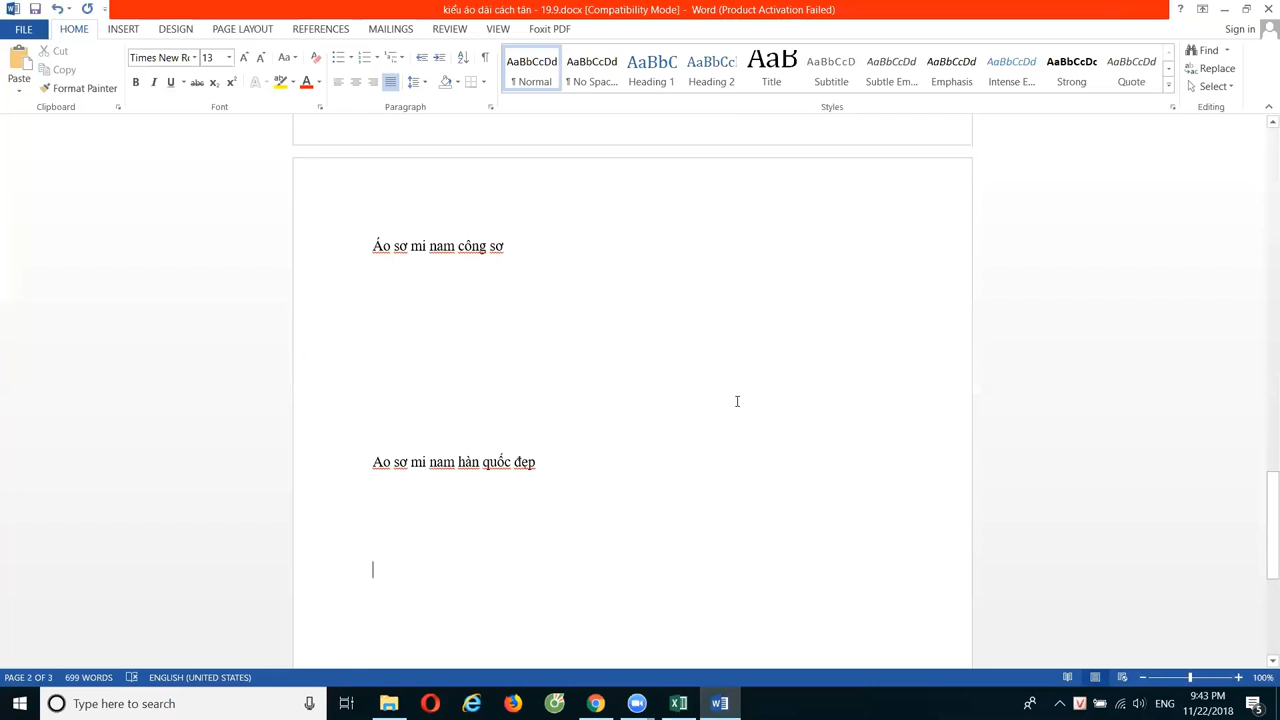 kiểu áo dài cách tân - 19.9.docx [Compatibility Mode] - Word (Product Activation Failed)
FILE HOME INSERT DESIGN PAGE LAYOUT REFERENCES MAILINGS REVIEW VIEW Foxit PDF Sign in
Paste
Cut
Copy
Format Painter
Times New Ro 13
AaBbCcDd AaBbCcDd AaBbC AaBbCc AaB AaBbCcD AaBbCcDd AaBbCcDd AaBbCcDd AaBbCcDc AaBbCcDd
¶ Normal ¶ No Spac... Heading 1 Heading 2 Title Subtitle Subtle Em... Emphasis Intense E... Strong Quote
Find
Replace
Select
Clipboard Font Paragraph Styles Editing
Áo sơ mi nam công sơ
Ao sơ mi nam hàn quốc đẹp
PAGE 2 OF 3 699 WORDS ENGLISH (UNITED STATES) 100%
Type here to search
ENG
9:43 PM
11/22/2018
5